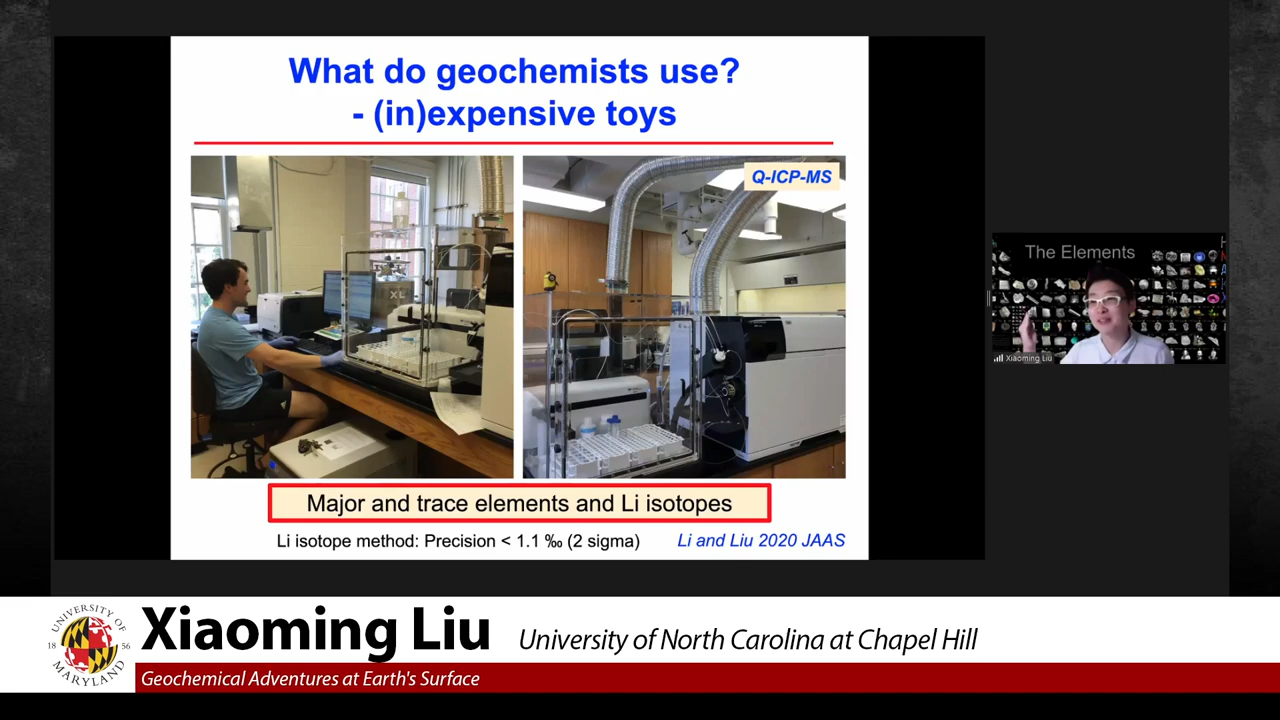 What do geochemists use?
- (in)expensive toys
Q-ICP-MS
XL
Major and trace elements and Li isotopes
Li isotope method: Precision < 1.1 ‰ (2 sigma)
Li and Liu 2020 JAAS
The Elements
Xiaoming Liu
UNIVERSITY OF
18 56
MARYLAND
Xiaoming Liu
University of North Carolina at Chapel Hill
Geochemical Adventures at Earth's Surface